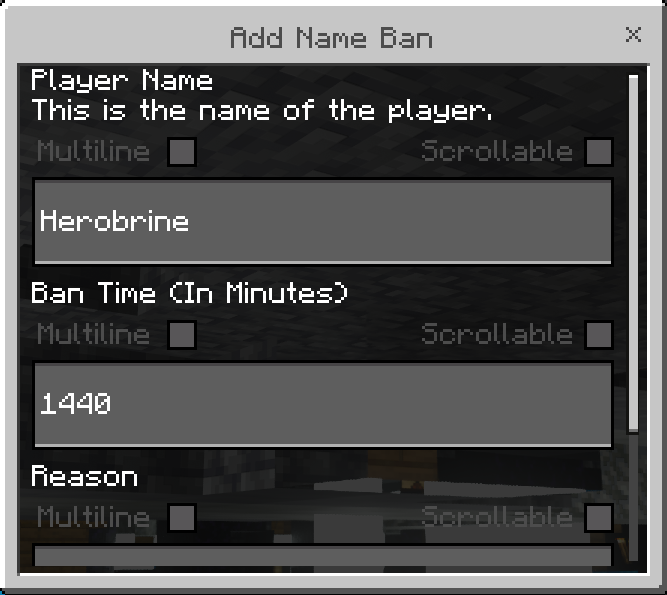 Add Name Ban
Player Name
This is the name of the player.
Multiline
Scrollable
Herobrine
Ban Time (In Minutes)
Multiline
Scrollable
1440
Reason
Multiline
Scrollable